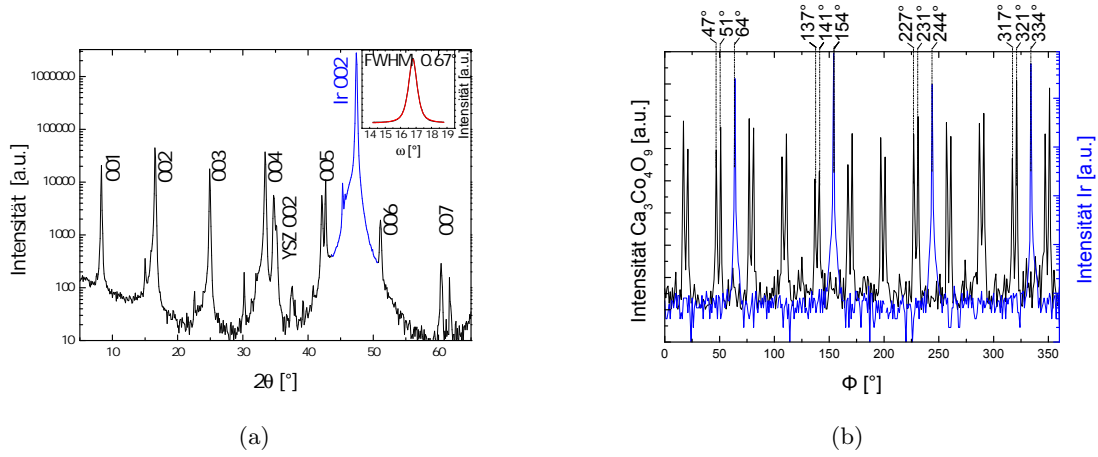 Intensität [a.u.]
1000000
100000
10000
1000
100
10
001
002
003
004
YSZ 002
005
Ir 002
006
007
FWHM 0.67°
Intensität [a.u.]
14 15 16 17 18 19
ω [°]
10 20 30 40 50 60
2θ [°]
(a)
47°
51°
64°
137°
141°
154°
227°
231°
244°
317°
321°
334°
Intensität Ca3Co4O9 [a.u.]
Intensität Ir [a.u.]
0 50 100 150 200 250 300 350
Φ [°]
(b)